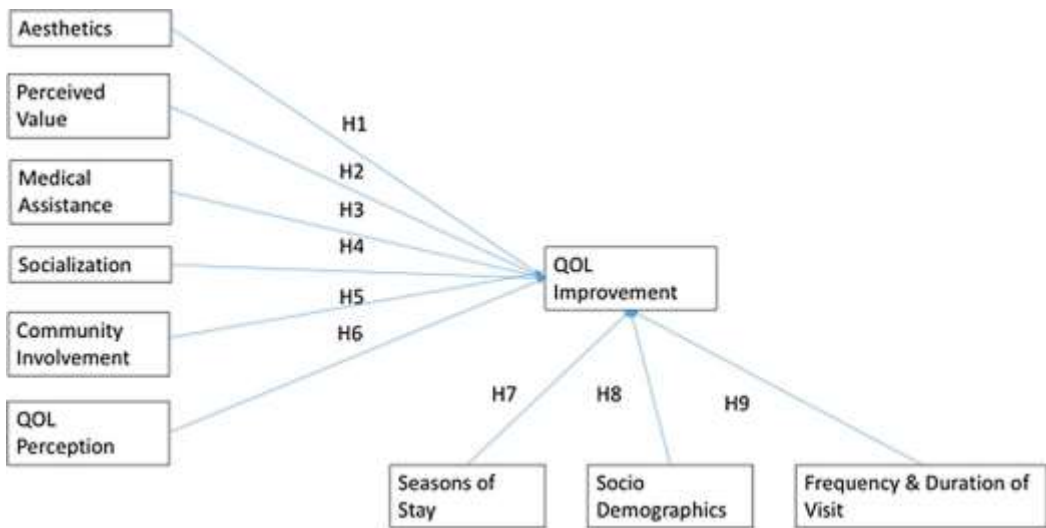 Aesthetics
Perceived
Value
H1
H2
Medical
Assistance
H3
H4
Socialization
QOL
Improvement
H5
Community
Involvement
H6
QOL
Perception
H7
H8
H9
Seasons of
Stay
Socio
Demographics
Frequency & Duration of
Visit